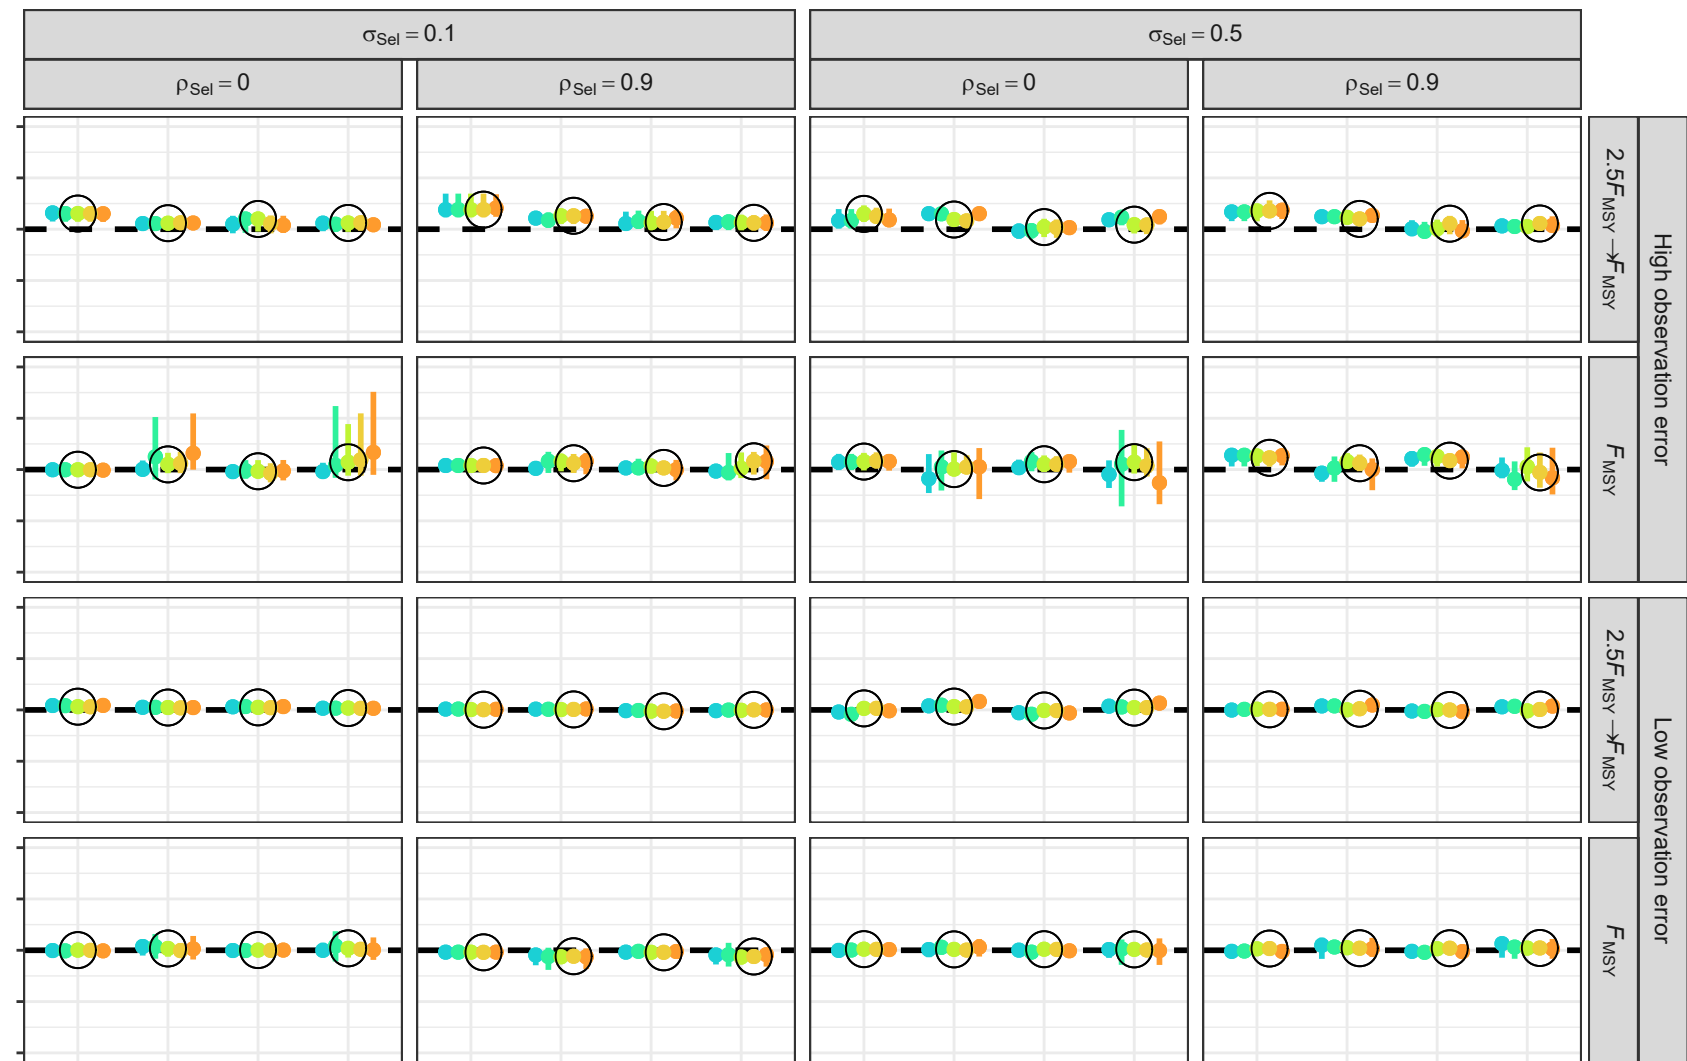 σSel = 0.1
σSel = 0.5
ρSel = 0
ρSel = 0.9
ρSel = 0
ρSel = 0.9
2.5FMSY→FMSY
High observation error
FMSY
2.5FMSY→FMSY
Low observation error
FMSY